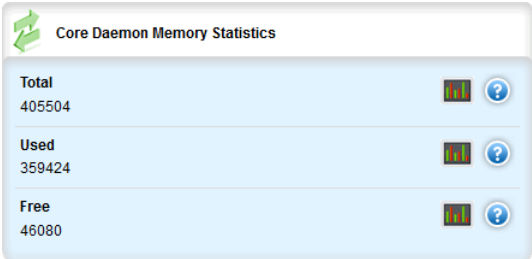 Core Daemon Memory Statistics
Total
405504
Used
359424
Free
46080